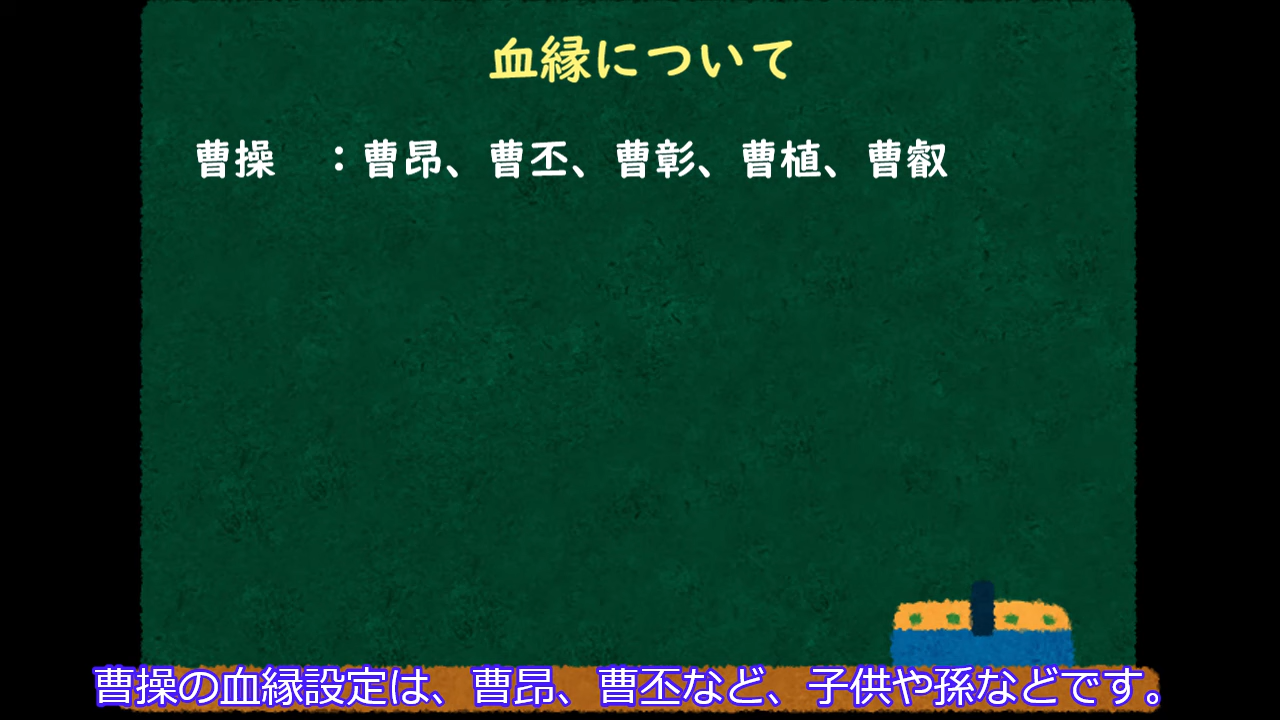 血縁について
曹操　：曹昂、曹丕、曹彰、曹植、曹叡
曹操の血縁設定は、曹昂、曹丕など、子供や孫などです。